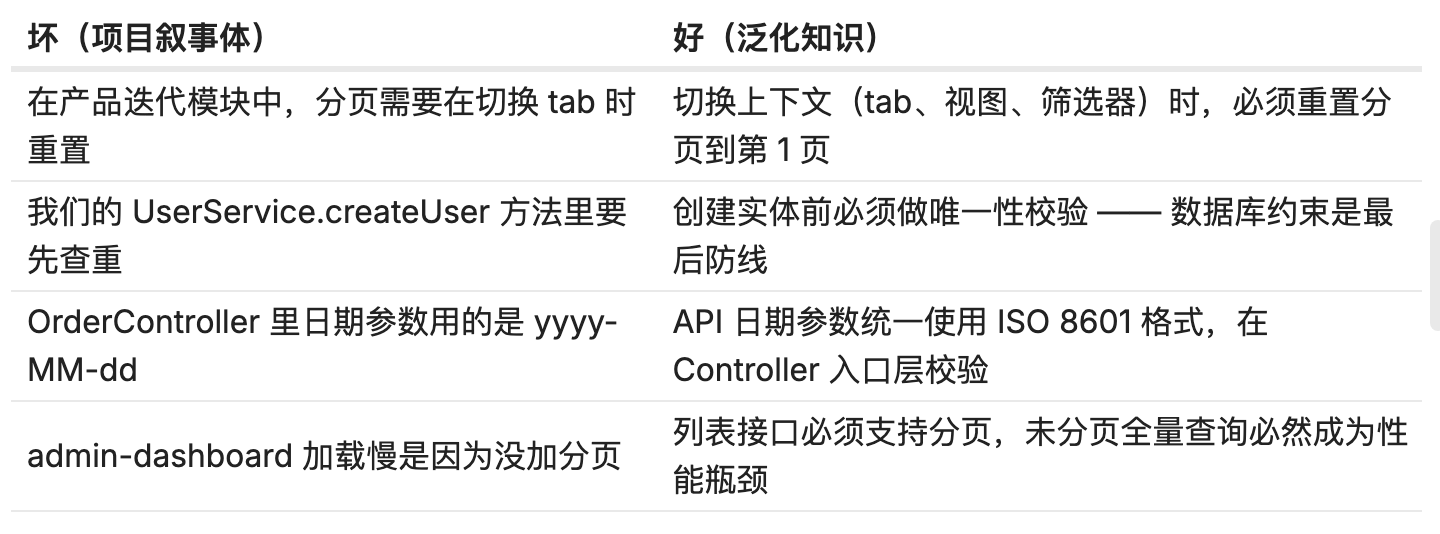 坏（项目叙事体）
好（泛化知识）
在产品迭代模块中，分页需要在切换 tab 时
重置
切换上下文（tab、视图、筛选器）时，必须重置分
页到第 1 页
我们的 UserService.createUser 方法里要
先查重
创建实体前必须做唯一性校验 —— 数据库约束是最
后防线
OrderController 里日期参数用的是 yyyy-
MM-dd
API 日期参数统一使用 ISO 8601 格式，在
Controller 入口层校验
admin-dashboard 加载慢是因为没加分页
列表接口必须支持分页，未分页全量查询必然成为性
能瓶颈